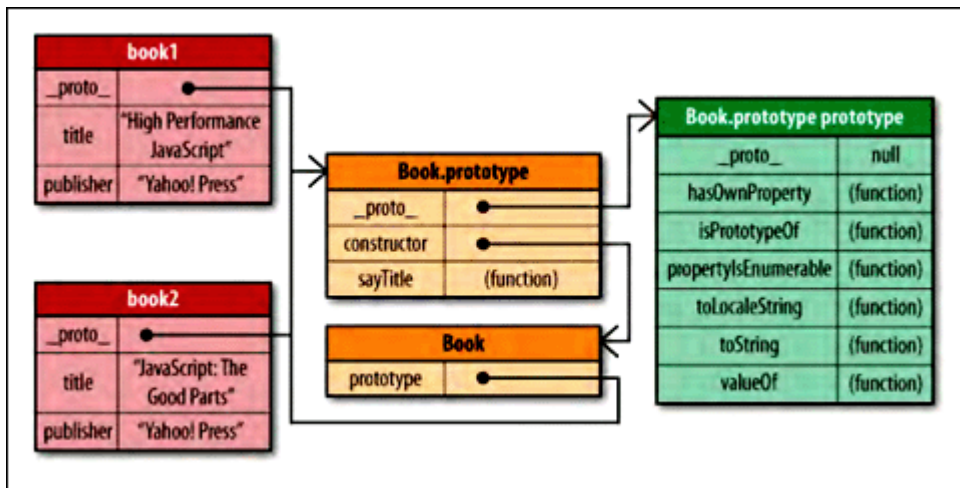 book1
_proto_
title
"High Performance
JavaScript"
publisher "Yahoo! Press"
book2
_proto_
title
"JavaScript: The
Good Parts"
publisher "Yahoo! Press"
Book.prototype
_proto_
constructor
sayTitle (function)
Book
prototype
Book.prototype prototype
_proto_ null
hasOwnProperty (function)
isPrototypeOf (function)
propertyIsEnumerable (function)
toLocaleString (function)
toString (function)
valueOf (function)